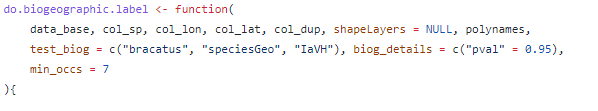 do.biogeographic.label <- function(
    data_base, col_sp, col_lon, col_lat, col_dup, shapeLayers = NULL, polynames,
    test_biog = c("bracatus", "speciesGeo", "IaVH"), biog_details = c("pval" = 0.95),
    min_occs = 7
){